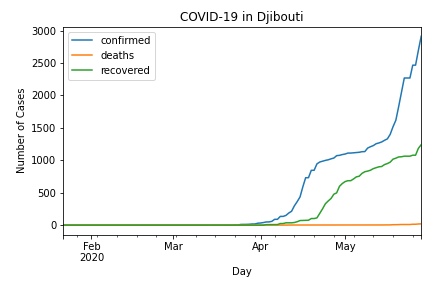 COVID-19 in Djibouti
3000
2500
2000
1500
1000
500
0
Number of Cases
confirmed
deaths
recovered
Feb
2020
Mar
Apr
May
Day